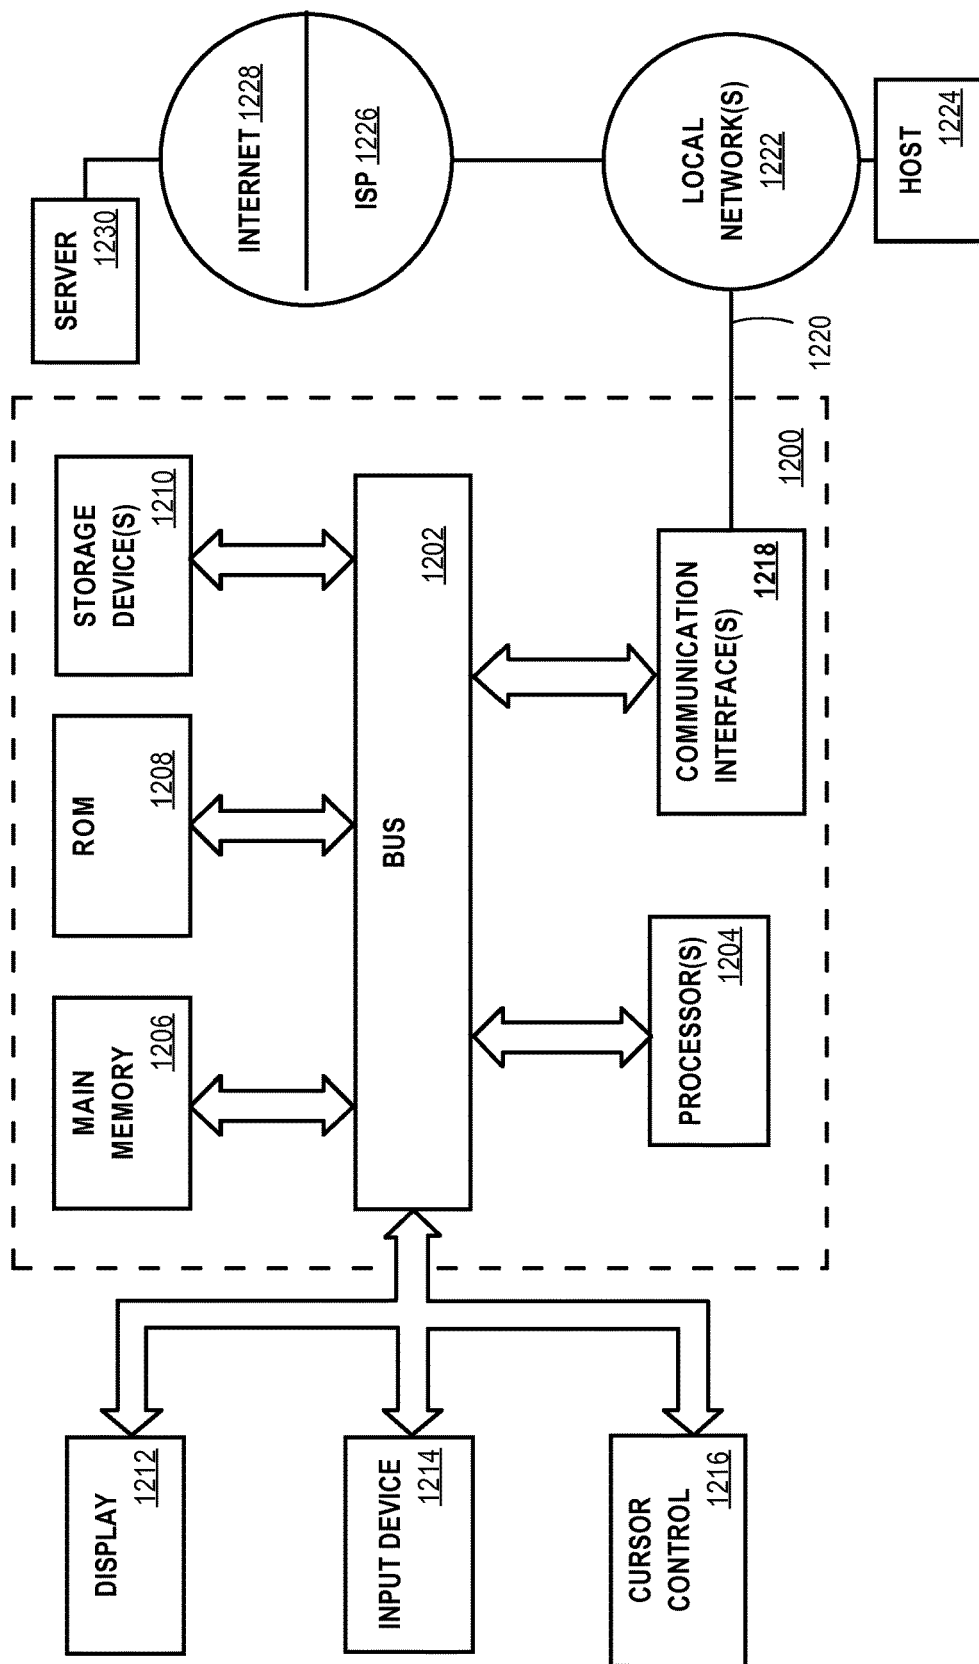 DISPLAY
1212
INPUT DEVICE
1214
CURSOR
CONTROL
1216
MAIN
MEMORY
1206
ROM
1208
STORAGE
DEVICE(S)
1210
BUS
1202
PROCESSOR(S)
1204
COMMUNICATION
INTERFACE(S)
1218
1200
SERVER
1230
INTERNET 1228
ISP 1226
1220
LOCAL
NETWORK(S)
1222
HOST
1224